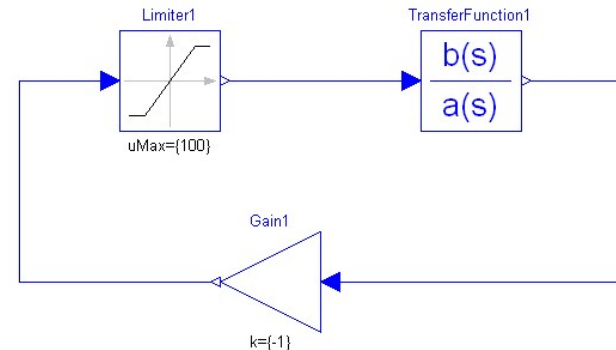 Limiter1
TransferFunction1
b(s)
a(s)
uMax={100}
Gain1
k={-1}